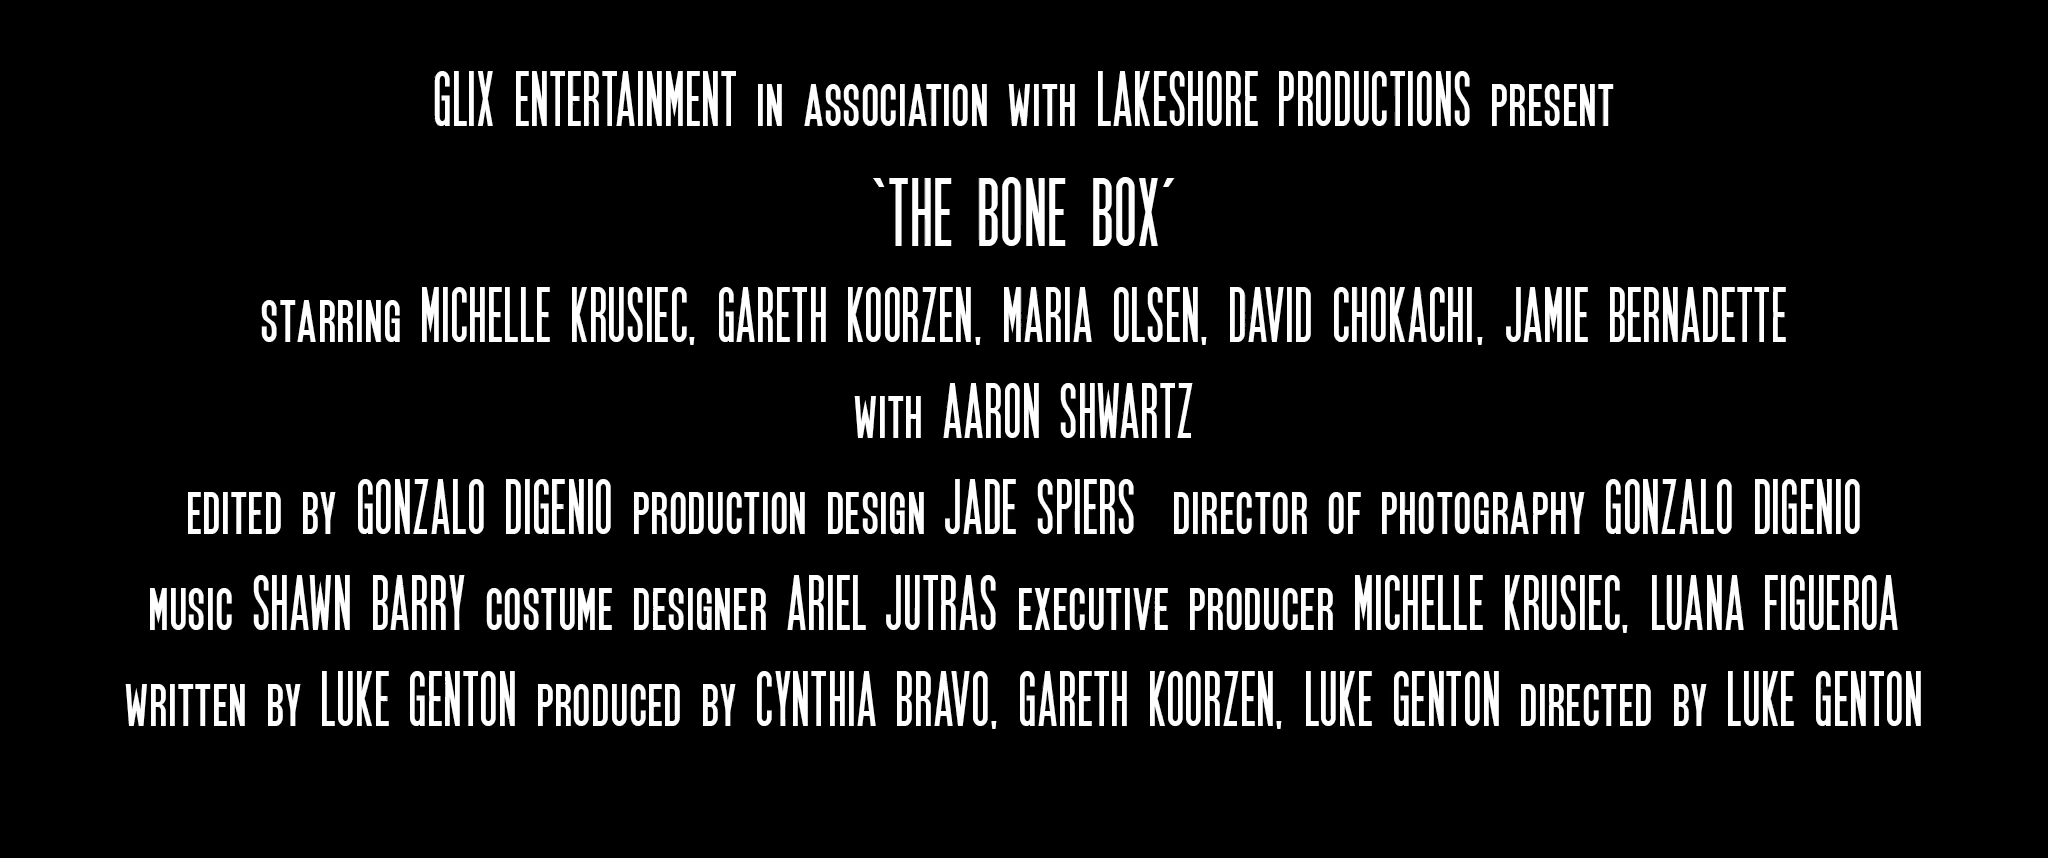 GLIX ENTERTAINMENT IN ASSOCIATION WITH LAKESHORE PRODUCTIONS PRESENT
`THE BONE BOX´
STARRING MICHELLE KRUSIEC, GARETH KOORZEN, MARIA OLSEN, DAVID CHOKACHI, JAMIE BERNADETTE
WITH AARON SHWARTZ
EDITED BY GONZALO DIGENIO PRODUCTION DESIGN JADE SPIERS DIRECTOR OF PHOTOGRAPHY GONZALO DIGENIO
MUSIC SHAWN BARRY COSTUME DESIGNER ARIEL JUTRAS EXECUTIVE PRODUCER MICHELLE KRUSIEC, LUANA FIGUEROA
WRITTEN BY LUKE GENTON PRODUCED BY CYNTHIA BRAVO, GARETH KOORZEN, LUKE GENTON DIRECTED BY LUKE GENTON